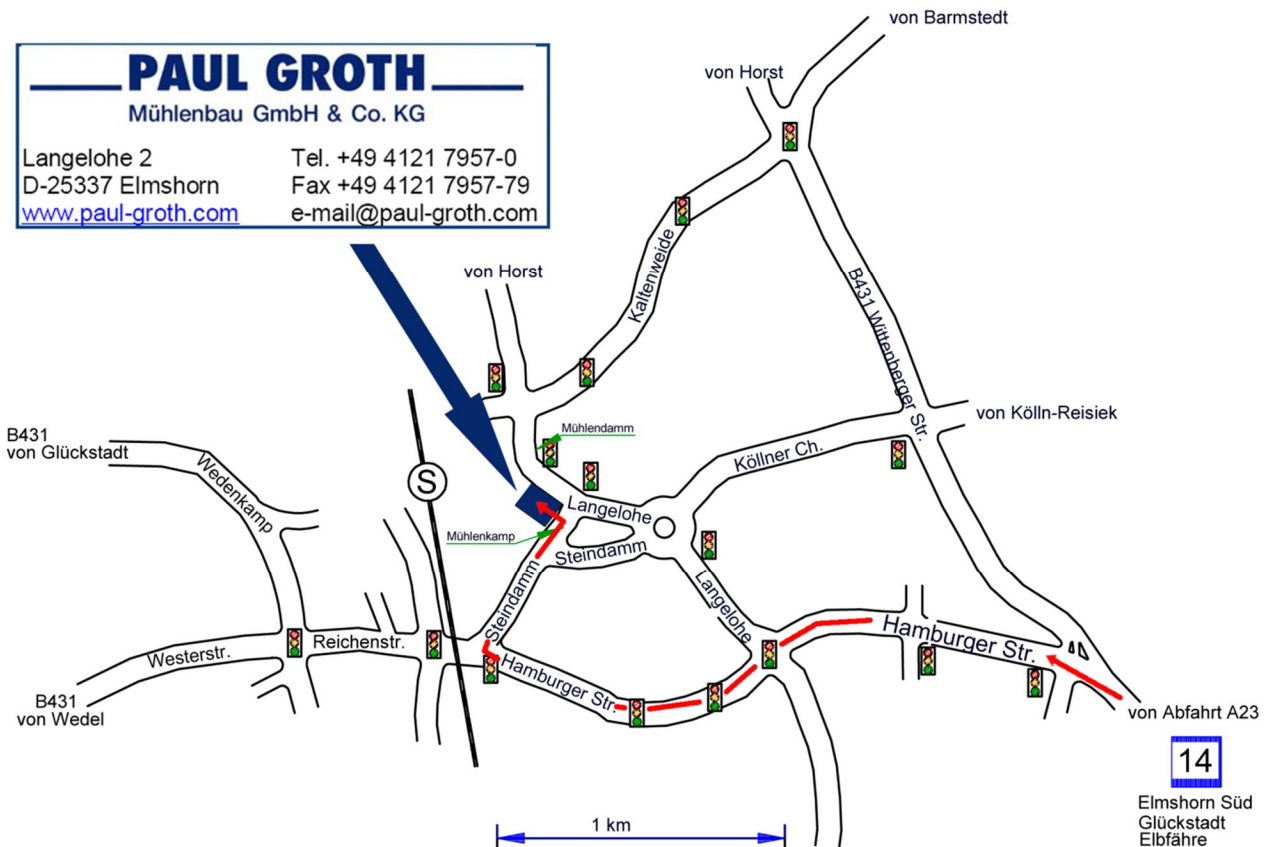 PAUL GROTH
Mühlenbau GmbH & Co. KG
Langelohe 2
D-25337 Elmshorn
www.paul-groth.com
Tel. +49 4121 7957-0
Fax +49 4121 7957-79
e-mail@paul-groth.com
von Barmstedt
von Horst
Kaltenweide
B431 Wittenberger Str.
von Horst
von Kölln-Reisiek
B431
von Glückstadt
Wedenkamp
Mühlendamm
Köllner Ch.
S
Langelohe
Mühlenkamp
Steindamm
Steindamm
Langelohe
Hamburger Str.
Reichenstr.
Westerstr.
Hamburger Str.
B431
von Wedel
von Abfahrt A23
14
Elmshorn Süd
Glückstadt
Elbfähre
1 km